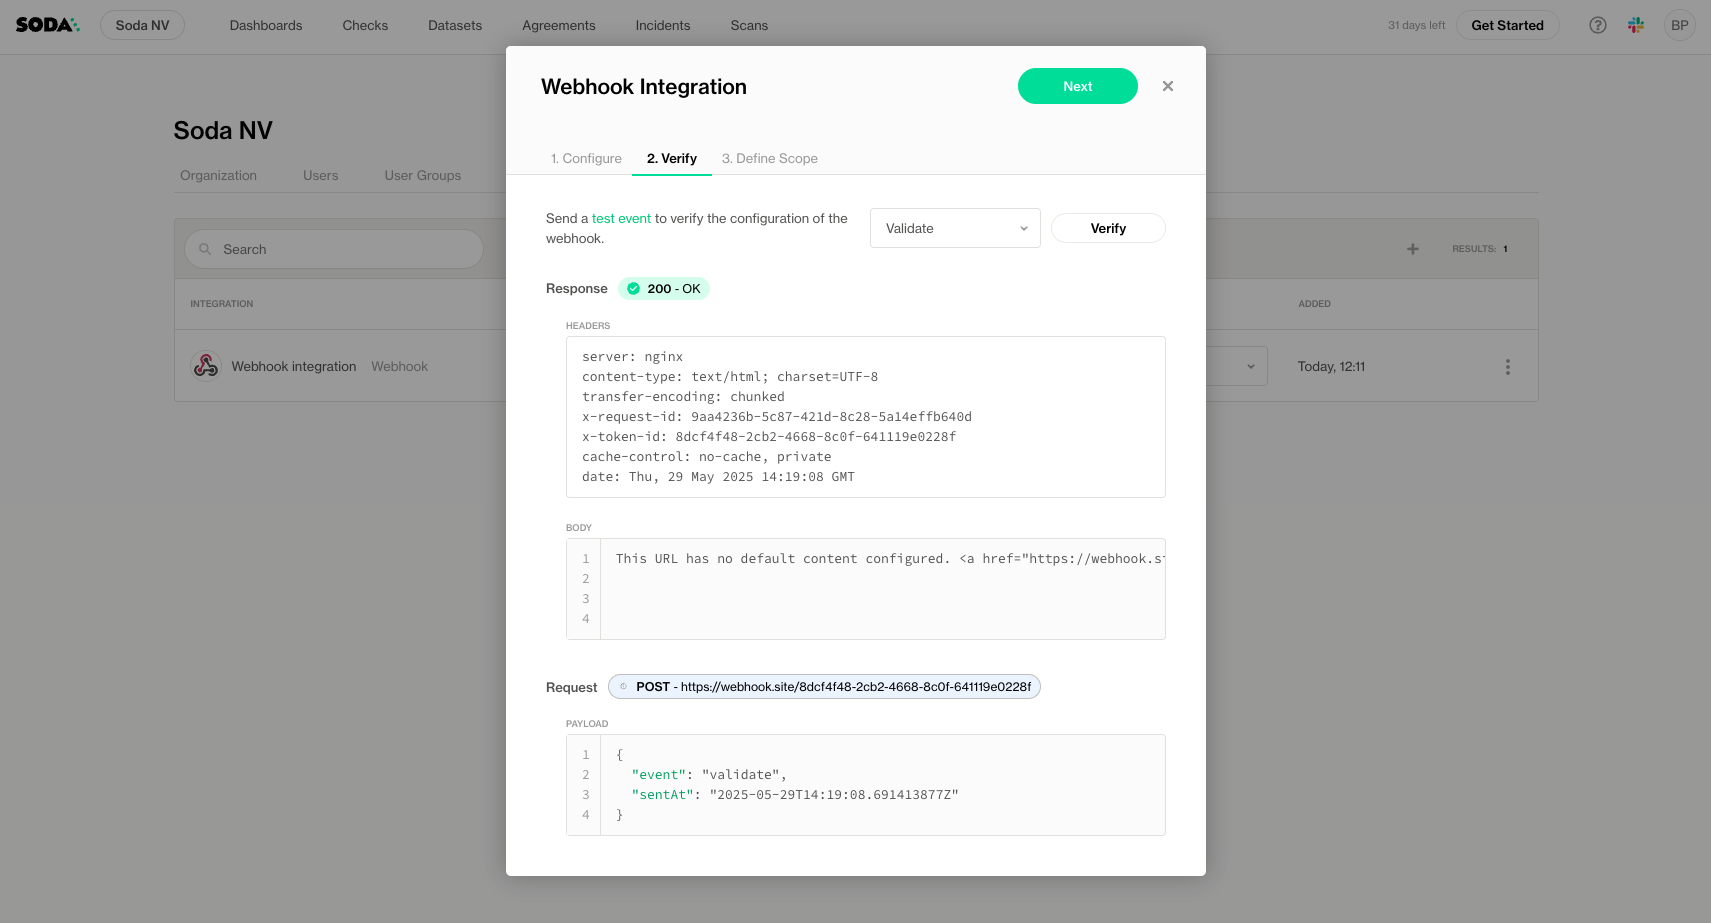 SODA
Soda NV
Dashboards
Checks
Datasets
Agreements
Incidents
Scans
31 days left
Get Started
BP
Soda NV
Organization
Users
User Groups
Search
RESULTS: 1
INTEGRATION
ADDED
Webhook integration Webhook
Today, 12:11
Webhook Integration
Next
1. Configure
2. Verify
3. Define Scope
Send a test event to verify the configuration of the
webhook.
Validate
Verify
Response
200 - OK
HEADERS
server: nginx
content-type: text/html; charset=UTF-8
transfer-encoding: chunked
x-request-id: 9aa4236b-5c87-421d-8c28-5a14effb640d
x-token-id: 8dcf4f48-2cb2-4668-8c0f-641119e0228f
cache-control: no-cache, private
date: Thu, 29 May 2025 14:19:08 GMT
BODY
1 This URL has no default content configured. <a href="https://webhook.s
2
3
4
Request
POST - https://webhook.site/8dcf4f48-2cb2-4668-8c0f-641119e0228f
PAYLOAD
1 {
2 "event": "validate",
3 "sentAt": "2025-05-29T14:19:08.691413877Z"
4 }